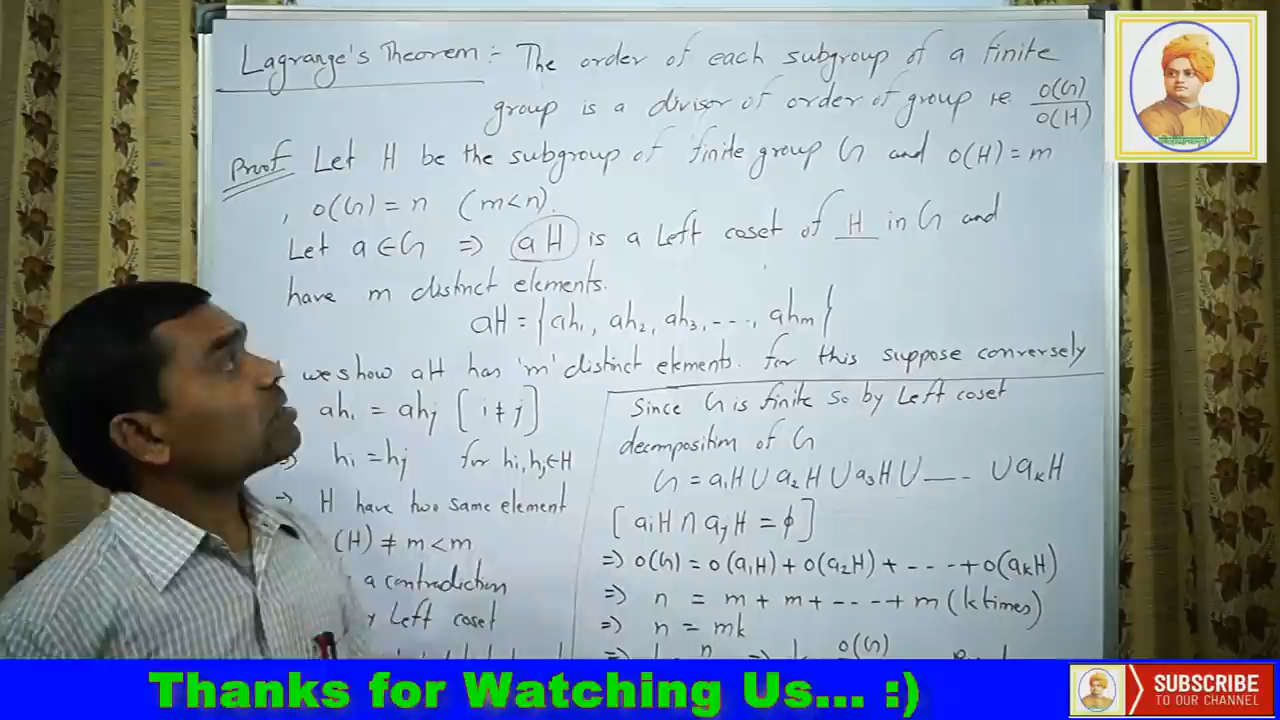 Lagrange's Theorem :- The order of each subgroup of a finite
group is a divisor of order of group i.e. O(G)/O(H)
Proof Let H be the subgroup of finite group G and O(H) = m
, O(G) = n (m<n).
Let a ∈ G ⇒ aH is a Left coset of H in G and
have m distinct elements.
aH = {ah₁, ah₂, ah₃, ----, ahm}
we show aH has 'm' distinct elements. For this suppose conversely
ahi = ahj [i ≠ j]
⇒ hi = hj for hi, hj ∈ H
⇒ H have two same element
(H) ≠ m < m
a contradiction
Left coset
Since G is finite so by Left coset
decomposition of G
G = a₁H ∪ a₂H ∪ a₃H ∪ —-- ∪ akH
[aiH ∩ ajH = ϕ]
⇒ O(G) = O(a₁H) + O(a₂H) + ---- + O(akH)
⇒ n = m + m + ---- + m (k times)
⇒ n = mk
O(G)
Thanks for Watching Us... :)
SUBSCRIBE
TO OUR CHANNEL